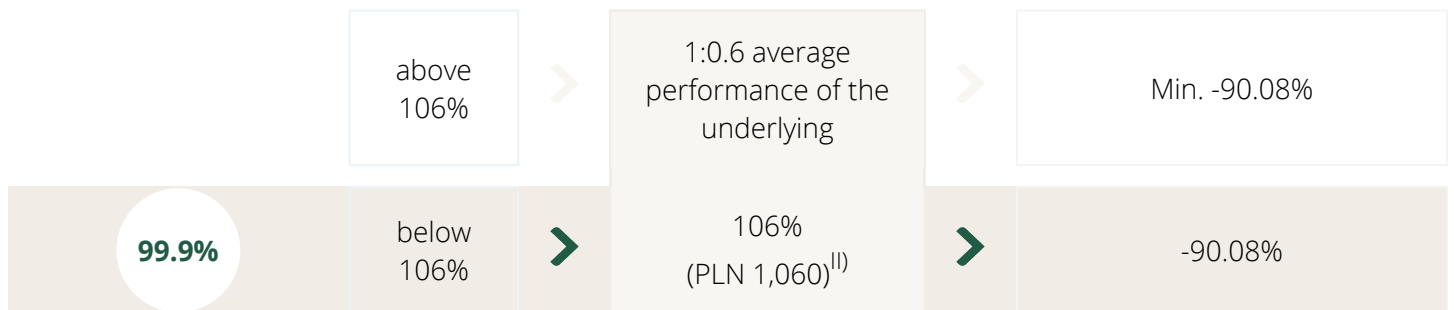 above
106%
1:0.6 average
performance of the
underlying
Min. -90.08%
99.9%
below
106%
106%
(PLN 1,060)II)
-90.08%